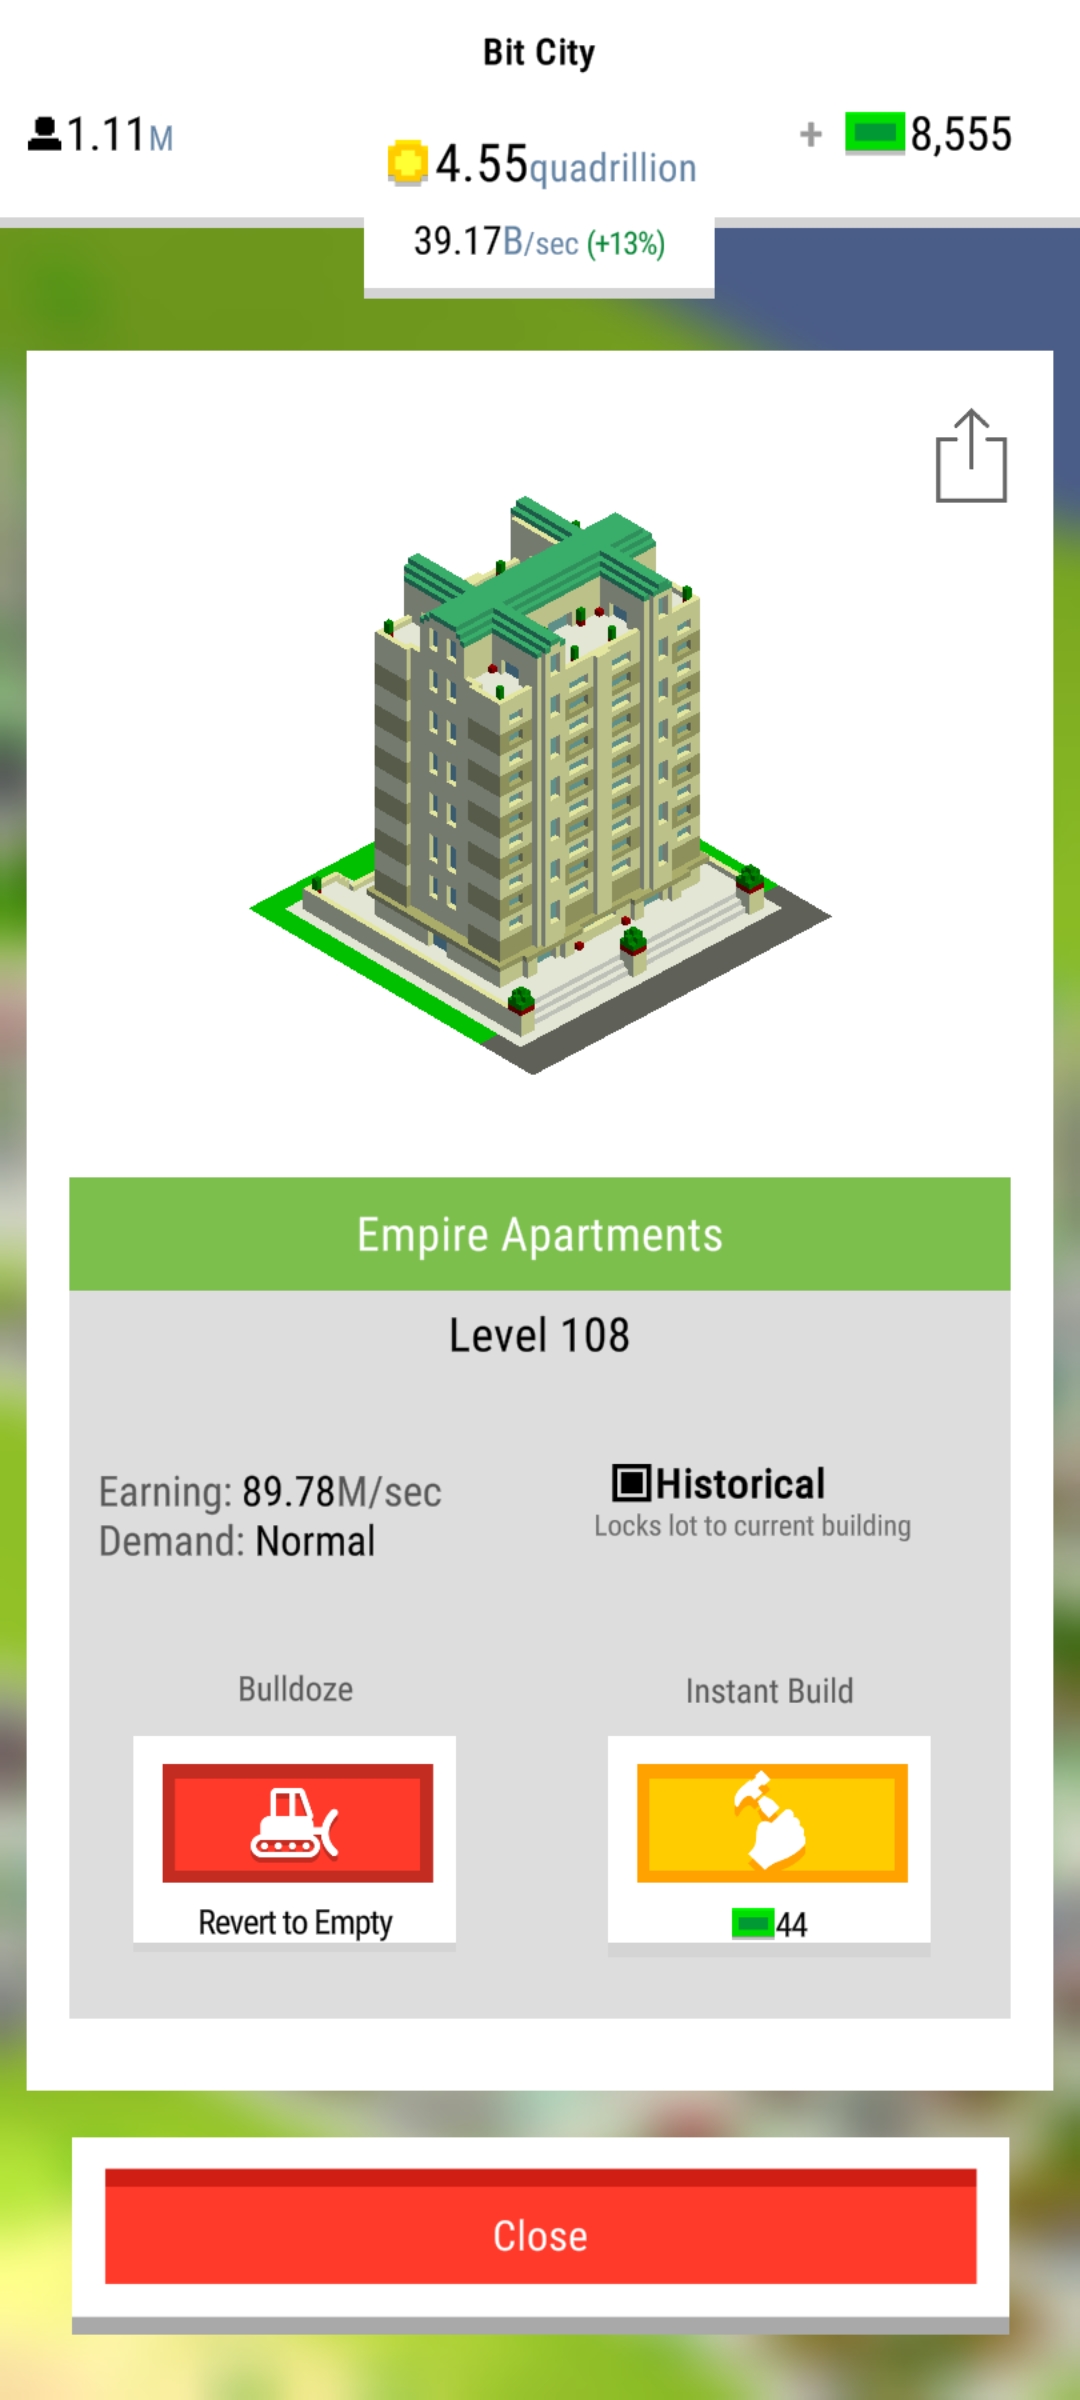 Bit City
1.11M
+ 8,555
4.55quadrillion
39.17B/sec (+13%)
Empire Apartments
Level 108
Earning: 89.78M/sec
Demand: Normal
Historical
Locks lot to current building
Bulldoze
Revert to Empty
Instant Build
44
Close